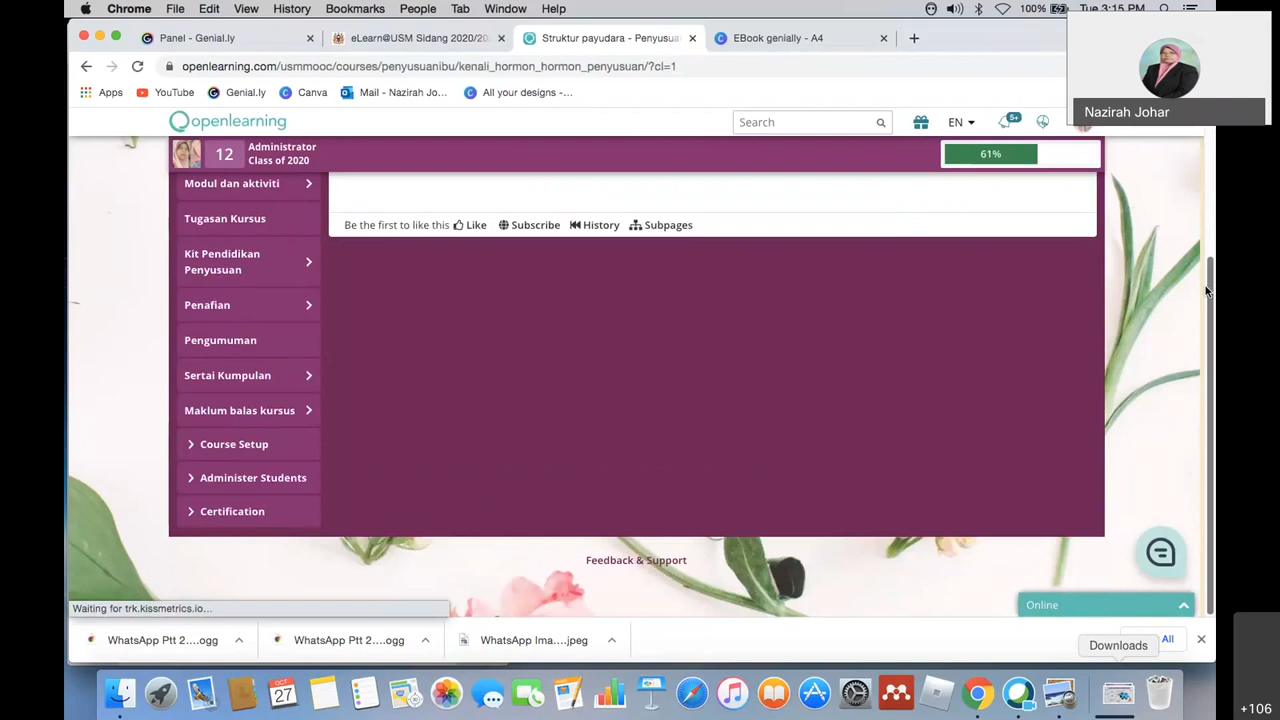 Chrome File Edit View History Bookmarks People Tab Window Help 100% Tue 3:15 PM
Panel - Genial.ly
eLearn@USM Sidang 2020/20
Struktur payudara - Penyusua
EBook genially - A4
Nazirah Johar
openlearning.com/usmmooc/courses/penyusuanibu/kenali_hormon_hormon_penyusuan/?cl=1
Apps YouTube Genial.ly Canva Mail - Nazirah Jo... All your designs -...
openlearning
Search
EN
5+
12
Administrator
Class of 2020
61%
Modul dan aktiviti
Tugasan Kursus
Kit Pendidikan
Penyusuan
Penafian
Pengumuman
Sertai Kumpulan
Maklum balas kursus
Course Setup
Administer Students
Certification
Be the first to like this Like Subscribe History Subpages
Feedback & Support
Waiting for trk.kissmetrics.io...
Online
WhatsApp Ptt 2....ogg
WhatsApp Ptt 2....ogg
WhatsApp Ima....jpeg
All
Downloads
OCT
27
+106